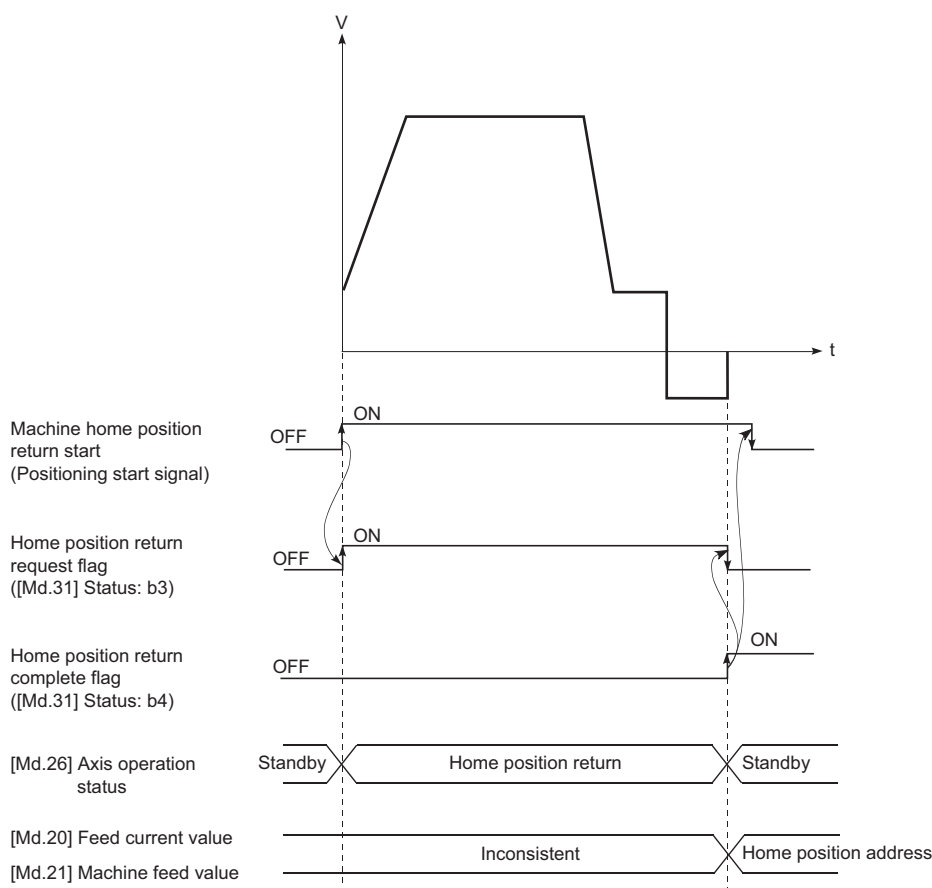 V
t
Machine home position
return start
(Positioning start signal)
OFF
ON
Home position return
request flag
([Md.31] Status: b3)
OFF
ON
Home position return
complete flag
([Md.31] Status: b4)
OFF
ON
[Md.26] Axis operation
status
Standby
Home position return
Standby
[Md.20] Feed current value
[Md.21] Machine feed value
Inconsistent
Home position address